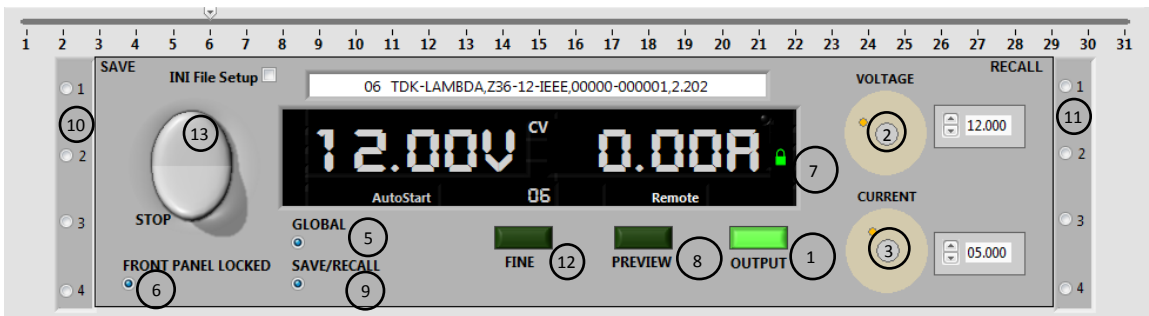 1 2 3 4 5 6 7 8 9 10 11 12 13 14 15 16 17 18 19 20 21 22 23 24 25 26 27 28 29 30 31
SAVE
RECALL
INI File Setup
06 TDK-LAMBDA,Z36-12-IEEE,00000-000001,2.202
VOLTAGE
1
1
10
13
12.00V
CV
0.00A
2
12.000
11
2
2
7
AutoStart
06
Remote
CURRENT
3
STOP
GLOBAL
5
3
FINE
12
PREVIEW
8
OUTPUT
1
3
05.000
FRONT PANEL LOCKED
SAVE/RECALL
6
9
4
4